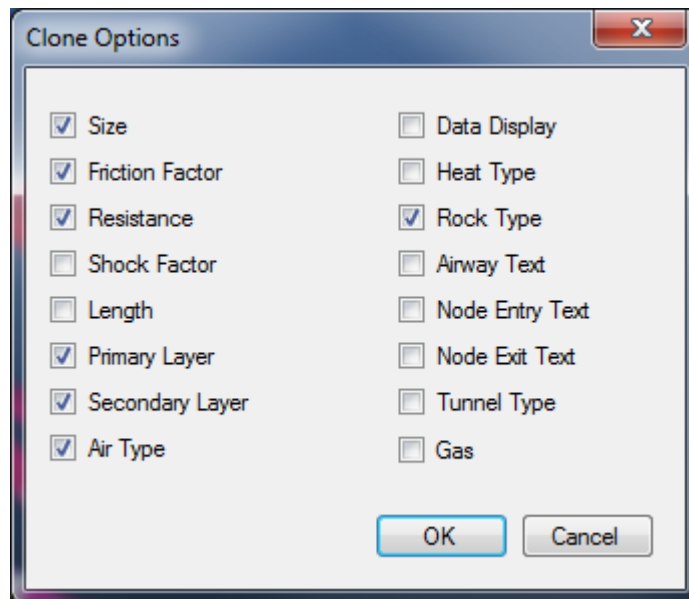 Clone Options
Size
Friction Factor
Resistance
Shock Factor
Length
Primary Layer
Secondary Layer
Air Type
Data Display
Heat Type
Rock Type
Airway Text
Node Entry Text
Node Exit Text
Tunnel Type
Gas
OK
Cancel